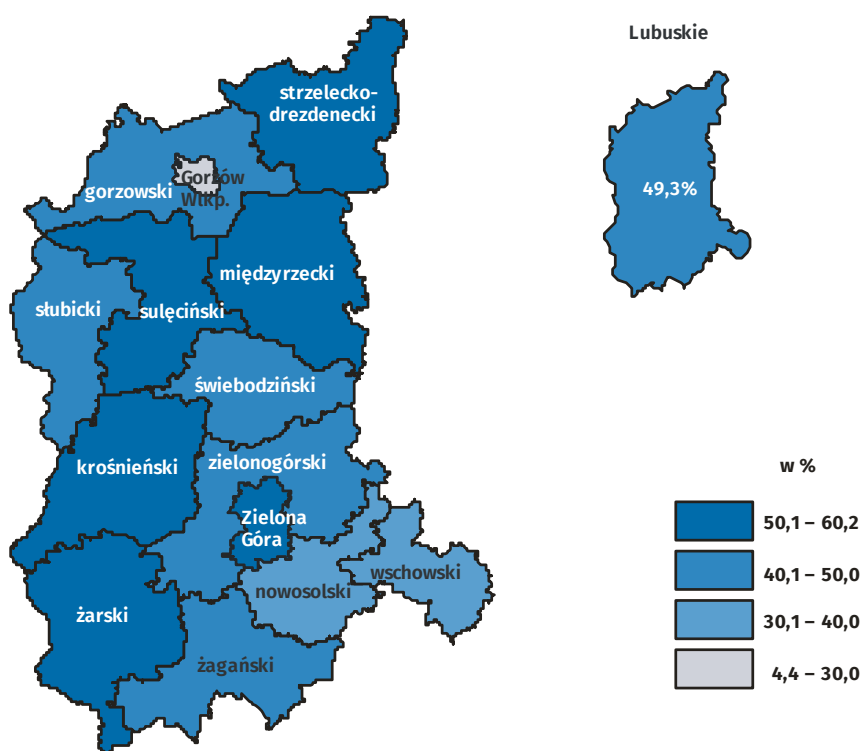 Lubuskie
strzelecko-
drezdenecki
Gorzów
Wlkp.
gorzowski
49,3%
międzyrzecki
słubicki
sulęciński
świebodziński
krośnieński
zielonogórski
w %
Zielona
Góra
50,1 – 60,2
wschowski
nowosolski
40,1 – 50,0
żarski
30,1 – 40,0
żagański
4,4 – 30,0